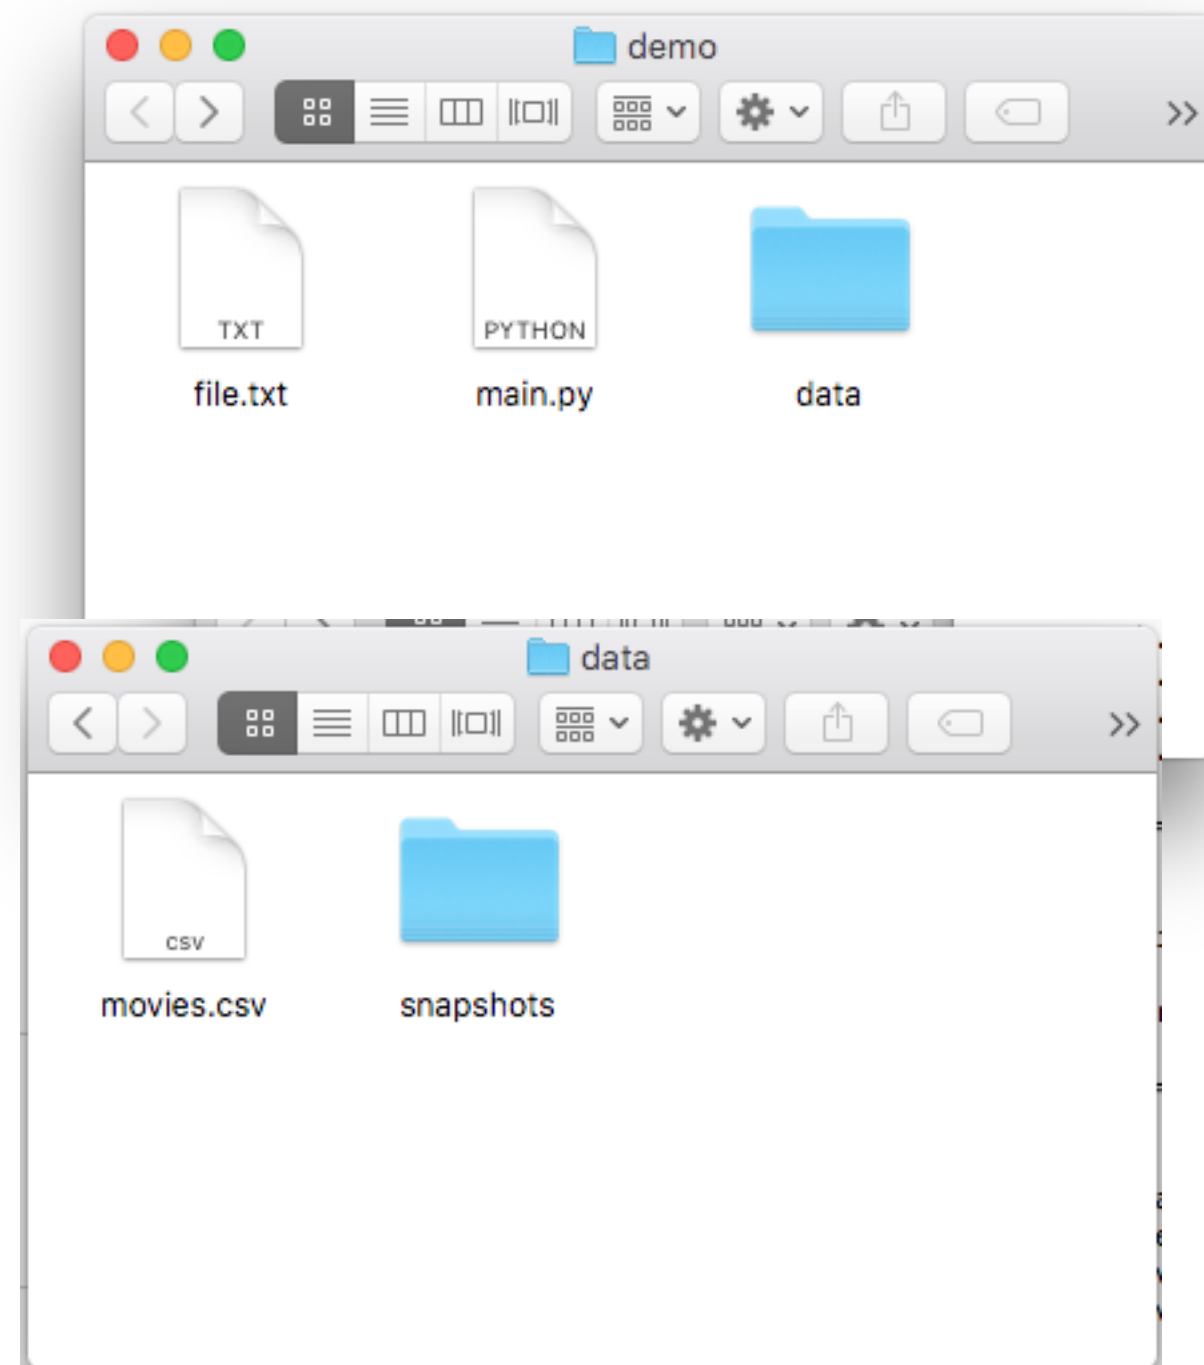 demo
TXT
PYTHON
file.txt
main.py
data
data
CSV
movies.csv
snapshots